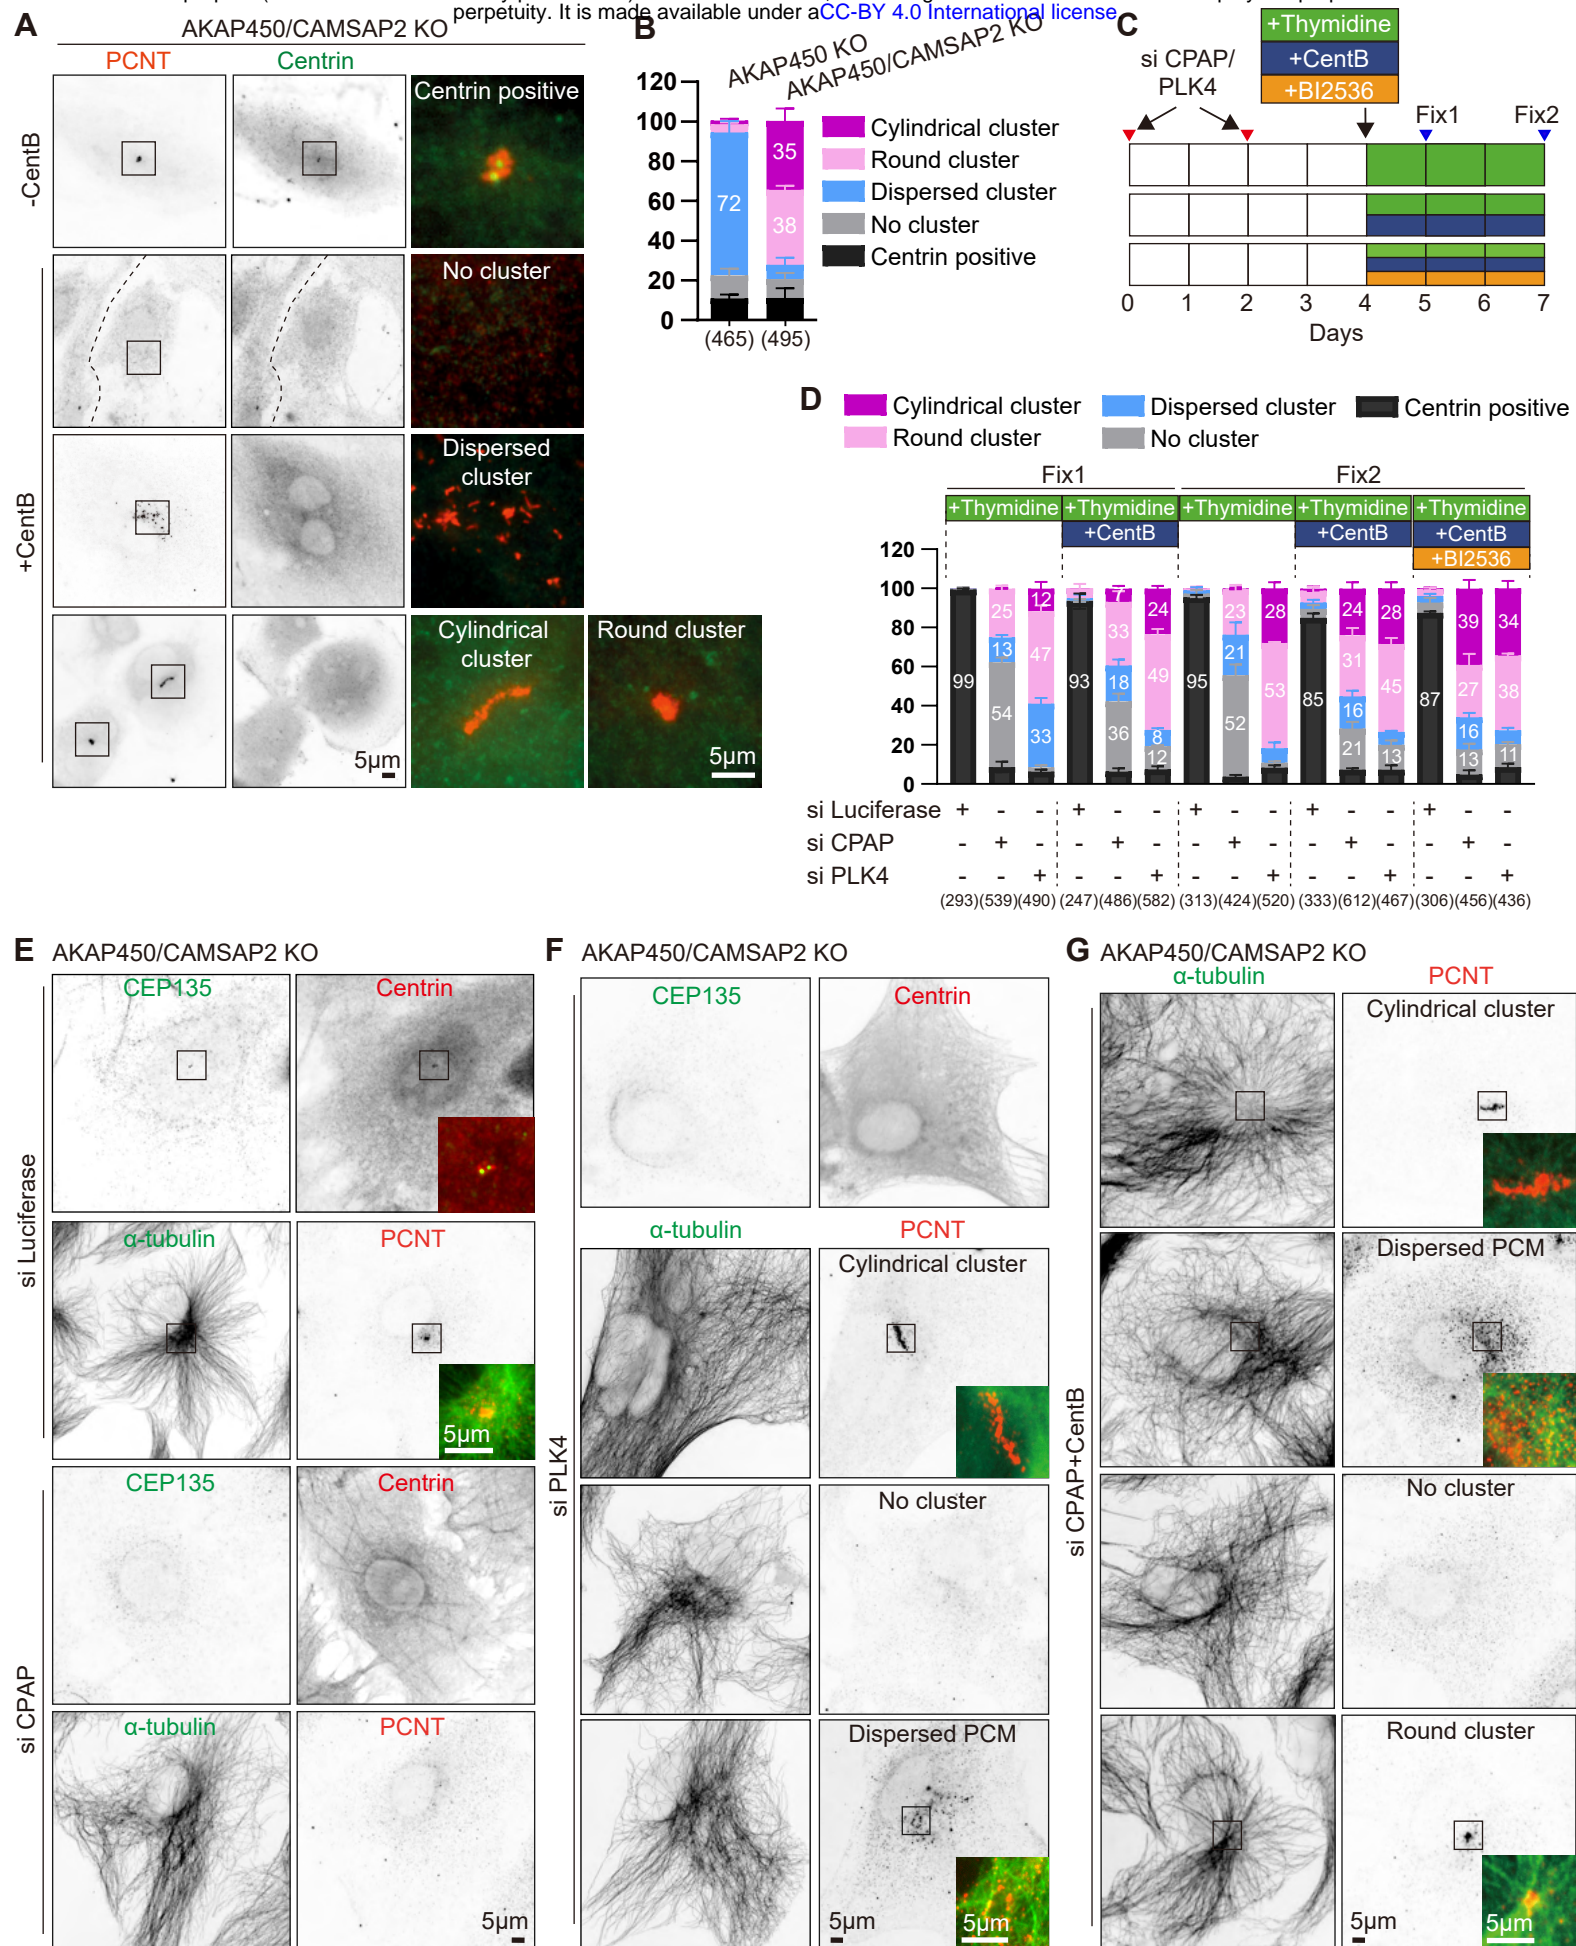 perpetuity. It is made available under aCC-BY 4.0 International license
A
AKAP450/CAMSAP2 KO
PCNT
Centrin
-CentB
Centrin positive
+CentB
No cluster
Dispersed
cluster
Cylindrical
cluster
Round cluster
5µm
5µm
B
AKAP450 KO
AKAP450/CAMSAP2 KO
120
100
80
60
40
20
0
72
35
38
(465) (495)
Cylindrical cluster
Round cluster
Dispersed cluster
No cluster
Centrin positive
C
si CPAP/
PLK4
+Thymidine
+CentB
+BI2536
Fix1
Fix2
0 1 2 3 4 5 6 7
Days
D
Cylindrical cluster
Dispersed cluster
Centrin positive
Round cluster
No cluster
Fix1
Fix2
+Thymidine +Thymidine +Thymidine +Thymidine +Thymidine
+CentB +CentB +CentB
+BI2536
120
100
80
60
40
20
0
99
25 13 54
12 47 33
93
7 33 18 36
24 49 8 12
95
23 21 52
28 53
85
24 31 16 21
28 45 13
87
39 27 16 13
34 38 11
si Luciferase + - - + - - + - - + - - + - -
si CPAP - + - - + - - + - - + - - + -
si PLK4 - - + - - + - - + - - + - - +
(293)(539)(490) (247)(486)(582) (313)(424)(520) (333)(612)(467) (306)(456)(436)
E
AKAP450/CAMSAP2 KO
si Luciferase
CEP135
Centrin
α-tubulin
PCNT
5µm
si CPAP
CEP135
Centrin
α-tubulin
PCNT
5µm
F
AKAP450/CAMSAP2 KO
si PLK4
CEP135
Centrin
α-tubulin
PCNT
Cylindrical cluster
No cluster
Dispersed PCM
5µm
5µm
G
AKAP450/CAMSAP2 KO
α-tubulin
PCNT
si CPAP+CentB
Cylindrical cluster
Dispersed PCM
No cluster
Round cluster
5µm
5µm